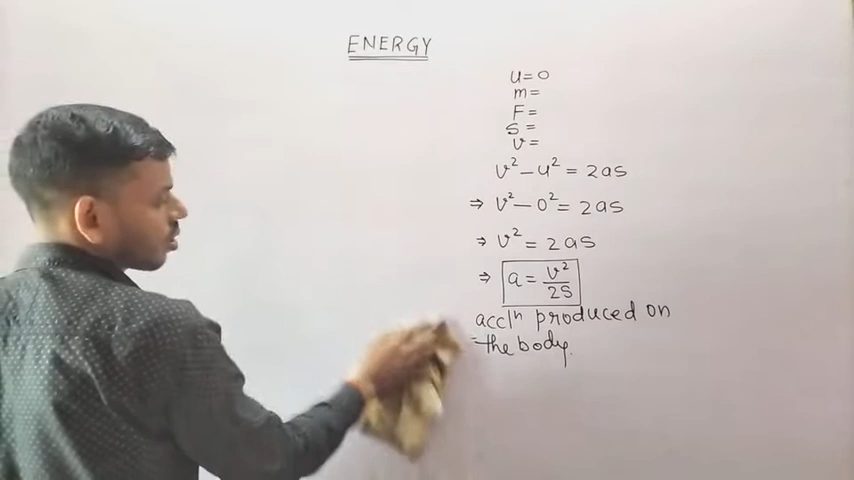 ENERGY
u = 0
m =
F =
s =
v =
v² – u² = 2as
⇒ v² – 0² = 2as
⇒ v² = 2as
⇒ a = v²/2s
accl^n produced on
the body.